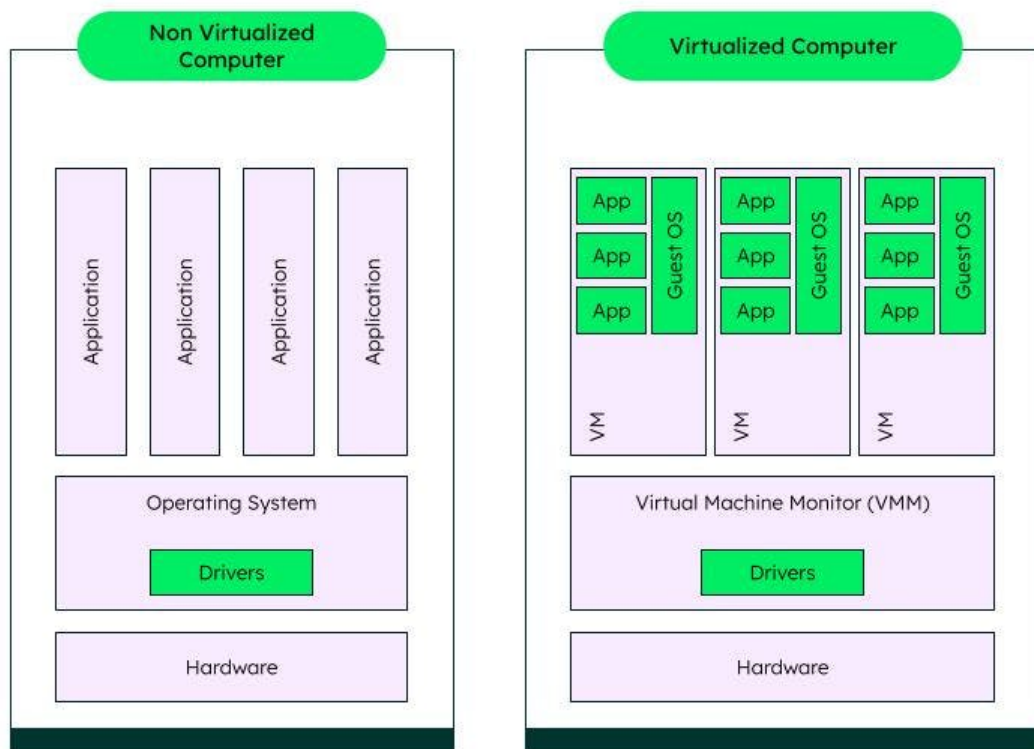 Non Virtualized
Computer
Application
Application
Application
Application
Operating System
Drivers
Hardware
Virtualized Computer
App
App
App
Guest OS
VM
App
App
App
Guest OS
VM
App
App
App
Guest OS
VM
Virtual Machine Monitor (VMM)
Drivers
Hardware